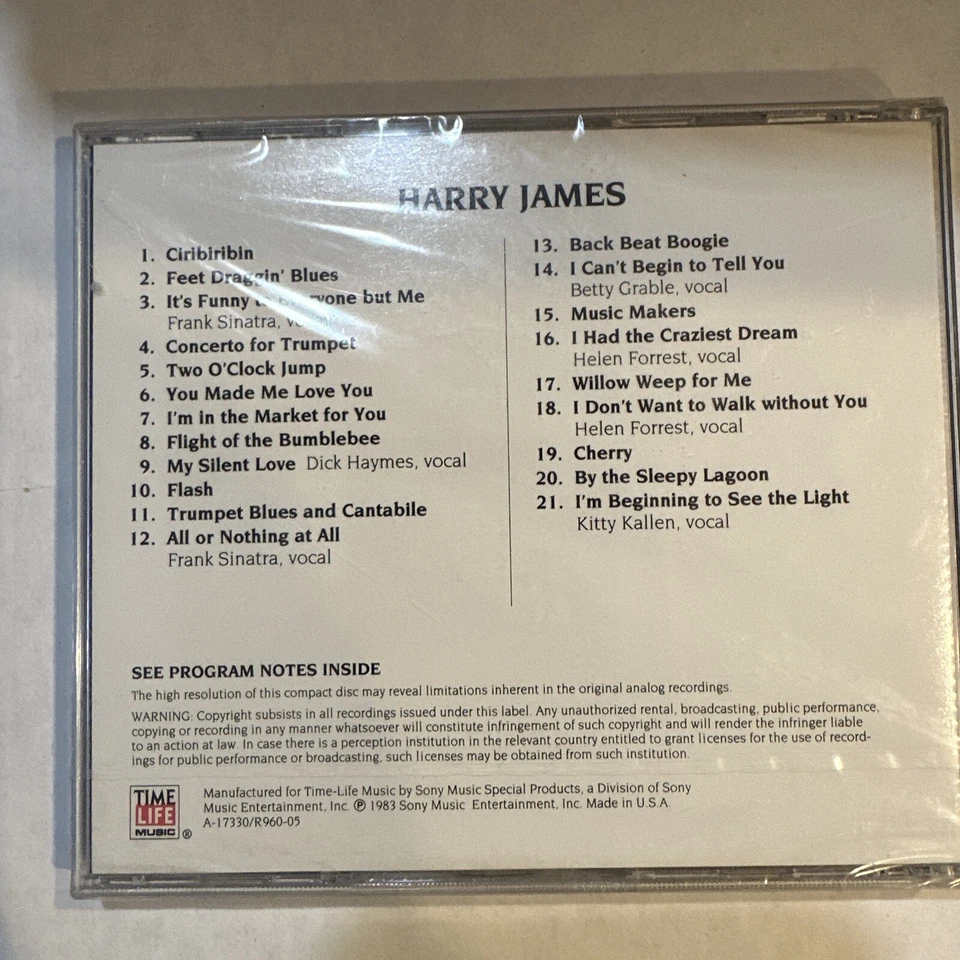 HARRY JAMES
1. Ciribiribin
2. Feet Draggin' Blues
3. It's Funny to Everyone but Me
Frank Sinatra, vocal
4. Concerto for Trumpet
5. Two O'Clock Jump
6. You Made Me Love You
7. I'm in the Market for You
8. Flight of the Bumblebee
9. My Silent Love Dick Haymes, vocal
10. Flash
11. Trumpet Blues and Cantabile
12. All or Nothing at All
Frank Sinatra, vocal
13. Back Beat Boogie
14. I Can't Begin to Tell You
Betty Grable, vocal
15. Music Makers
16. I Had the Craziest Dream
Helen Forrest, vocal
17. Willow Weep for Me
18. I Don't Want to Walk without You
Helen Forrest, vocal
19. Cherry
20. By the Sleepy Lagoon
21. I'm Beginning to See the Light
Kitty Kallen, vocal
SEE PROGRAM NOTES INSIDE
The high resolution of this compact disc may reveal limitations inherent in the original analog recordings.
WARNING: Copyright subsists in all recordings issued under this label. Any unauthorized rental, broadcasting, public performance,
copying or recording in any manner whatsoever will constitute infringement of such copyright and will render the infringer liable
to an action at law. In case there is a perception institution in the relevant country entitled to grant licenses for the use of record-
ings for public performance or broadcasting, such licenses may be obtained from such institution.
TIME
LIFE
MUSIC ®
Manufactured for Time-Life Music by Sony Music Special Products, a Division of Sony
Music Entertainment, Inc. ℗ 1983 Sony Music Entertainment, Inc. Made in U.S.A.
A-17330/R960-05